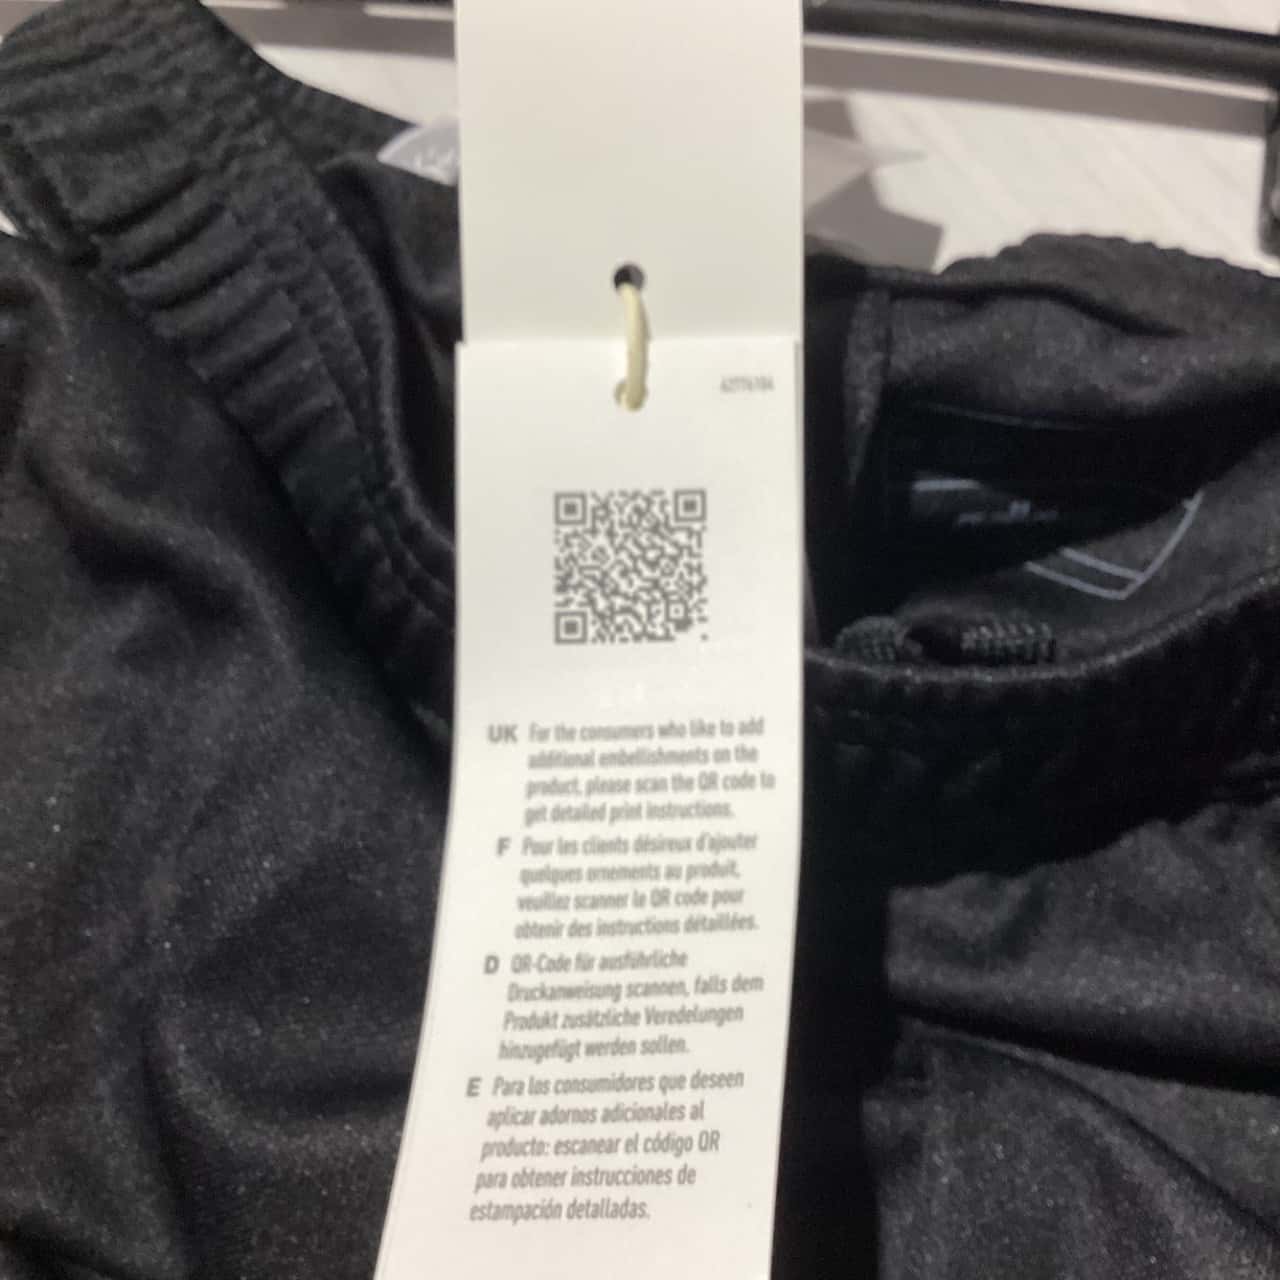 UK For the consumers who like to add
additional embellishments on the
product, please scan the QR code to
get detailed print instructions.
F Pour les clients désireux d'ajouter
quelques ornements au produit,
veuillez scanner le QR code pour
obtenir des instructions détaillées.
D QR-Code für ausführliche
Druckanweisung scannen, falls dem
Produkt zusätzliche Veredelungen
hinzugefügt werden sollen.
E Para los consumidores que deseen
aplicar adornos adicionales al
producto: escanear el código QR
para obtener instrucciones de
estampación detalladas.